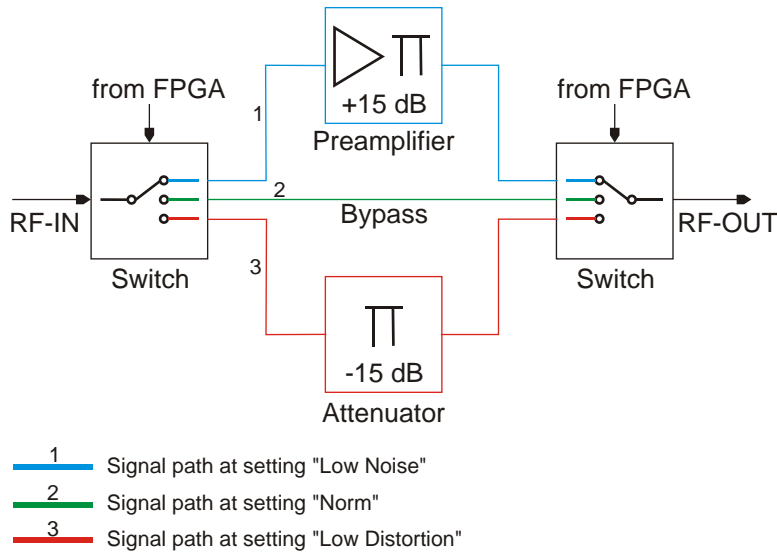 +15 dB
Preamplifier
from FPGA
from FPGA
1
2
RF-IN
Bypass
RF-OUT
Switch
3
Switch
-15 dB
Attenuator
1
Signal path at setting "Low Noise"
2
Signal path at setting "Norm"
3
Signal path at setting "Low Distortion"